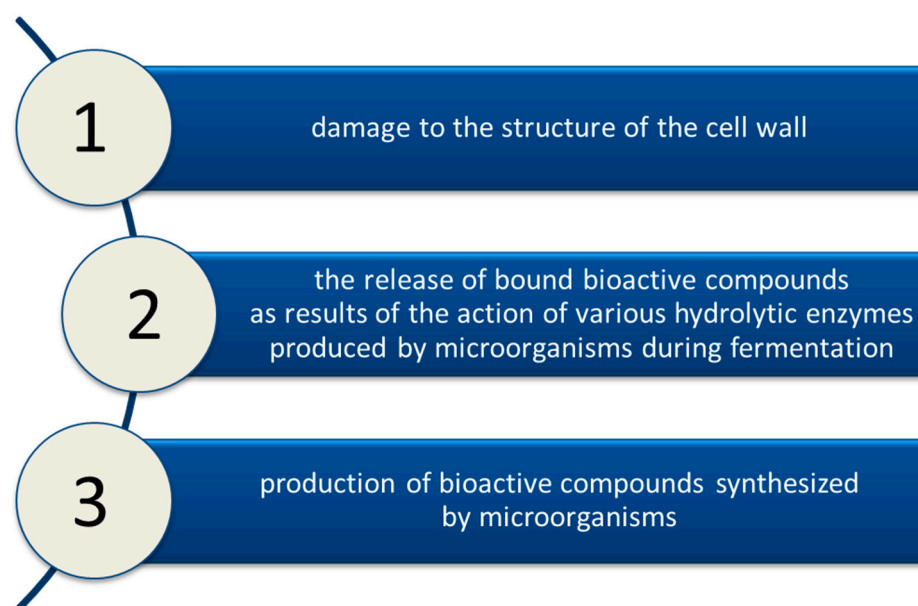 1
damage to the structure of the cell wall
2
the release of bound bioactive compounds
as results of the action of various hydrolytic enzymes
produced by microorganisms during fermentation
3
production of bioactive compounds synthesized
by microorganisms